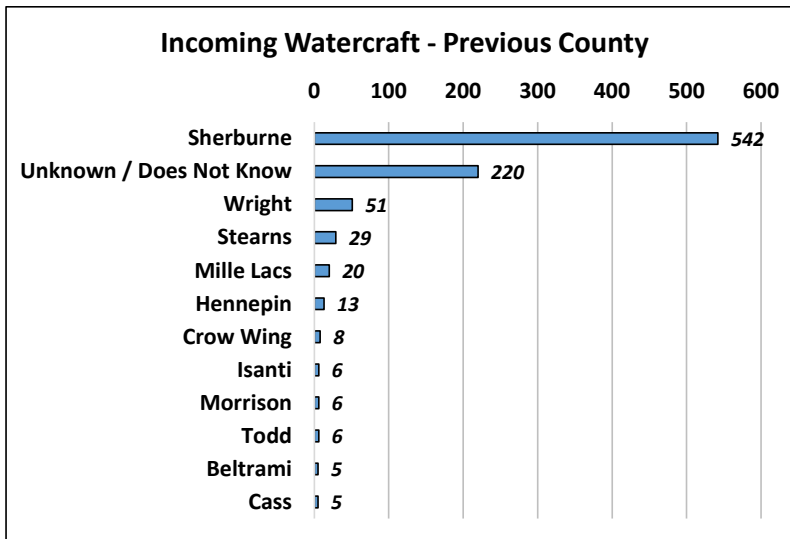 Incoming Watercraft - Previous County
0 100 200 300 400 500 600
Sherburne 542
Unknown / Does Not Know 220
Wright 51
Stearns 29
Mille Lacs 20
Hennepin 13
Crow Wing 8
Isanti 6
Morrison 6
Todd 6
Beltrami 5
Cass 5